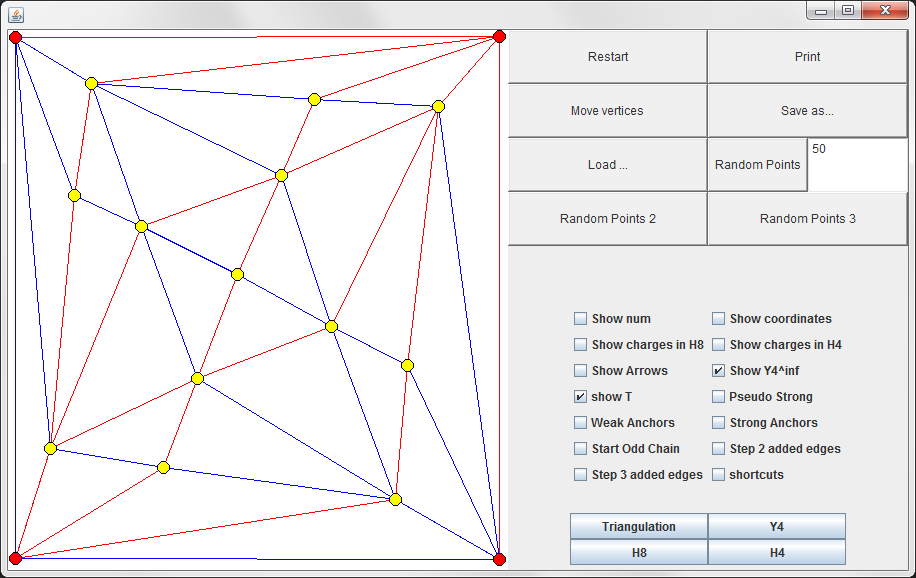 Restart Print
Move vertices Save as...
Load ... Random Points 50
Random Points 2 Random Points 3
Show num Show coordinates
Show charges in H8 Show charges in H4
Show Arrows Show Y4^inf
show T Pseudo Strong
Weak Anchors Strong Anchors
Start Odd Chain Step 2 added edges
Step 3 added edges shortcuts
Triangulation Y4
H8 H4